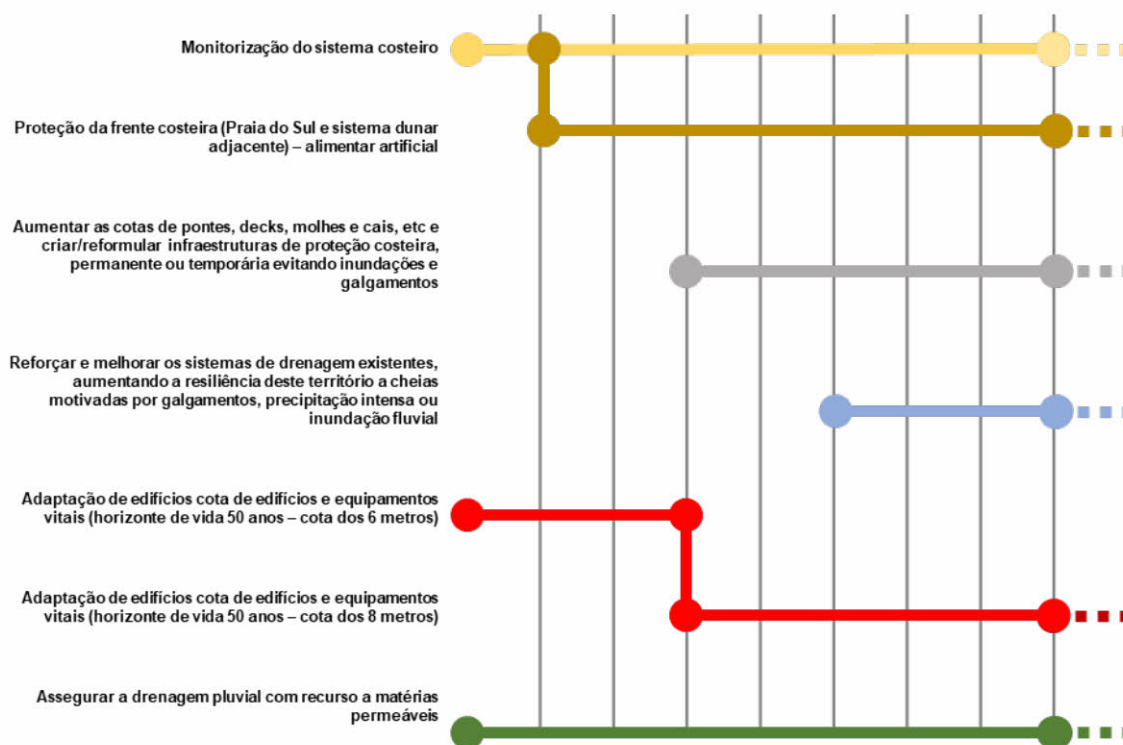 Monitorização do sistema costeiro
Proteção da frente costeira (Praia do Sul e sistema dunar
adjacente) – alimentar artificial
Aumentar as cotas de pontes, decks, molhes e cais, etc e
criar/reformular infraestruturas de proteção costeira,
permanente ou temporária evitando inundações e
galgamentos
Reforçar e melhorar os sistemas de drenagem existentes,
aumentando a resiliência deste território a cheias
motivadas por galgamentos, precipitação intensa ou
inundação fluvial
Adaptação de edifícios cota de edifícios e equipamentos
vitais (horizonte de vida 50 anos – cota dos 6 metros)
Adaptação de edifícios cota de edifícios e equipamentos
vitais (horizonte de vida 50 anos – cota dos 8 metros)
Assegurar a drenagem pluvial com recurso a matérias
permeáveis